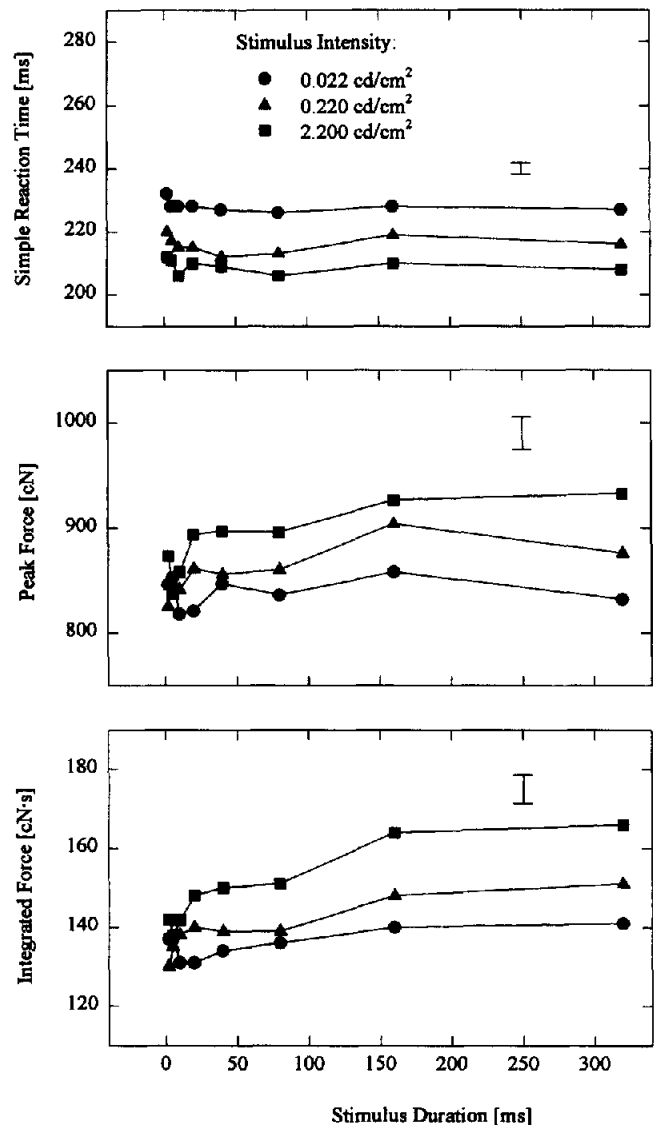 Simple Reaction Time [ms]
290
280
260
240
220
200
Stimulus Intensity:
0.022 cd/cm²
0.220 cd/cm²
2.200 cd/cm²
Peak Force [cN]
1000
900
800
Integrated Force [cN·s]
180
160
140
120
0 50 100 150 200 250 300
Stimulus Duration [ms]